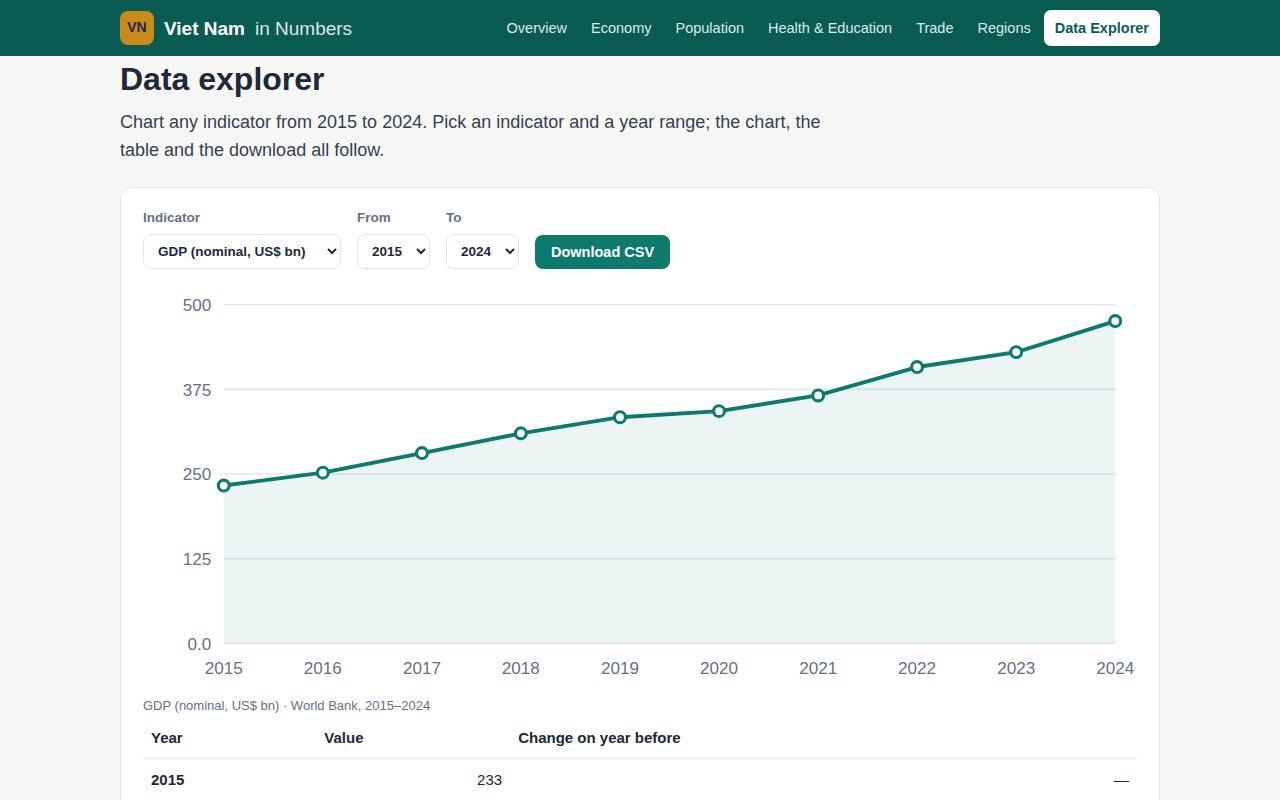 VN Viet Nam in Numbers Overview Economy Population Health & Education Trade Regions Data Explorer
Data explorer
Chart any indicator from 2015 to 2024. Pick an indicator and a year range; the chart, the
table and the download all follow.
Indicator From To
GDP (nominal, US$ bn) 2015 2024 Download CSV
500
375
250
125
0.0
2015 2016 2017 2018 2019 2020 2021 2022 2023 2024
GDP (nominal, US$ bn) · World Bank, 2015–2024
Year Value Change on year before
2015 233 —